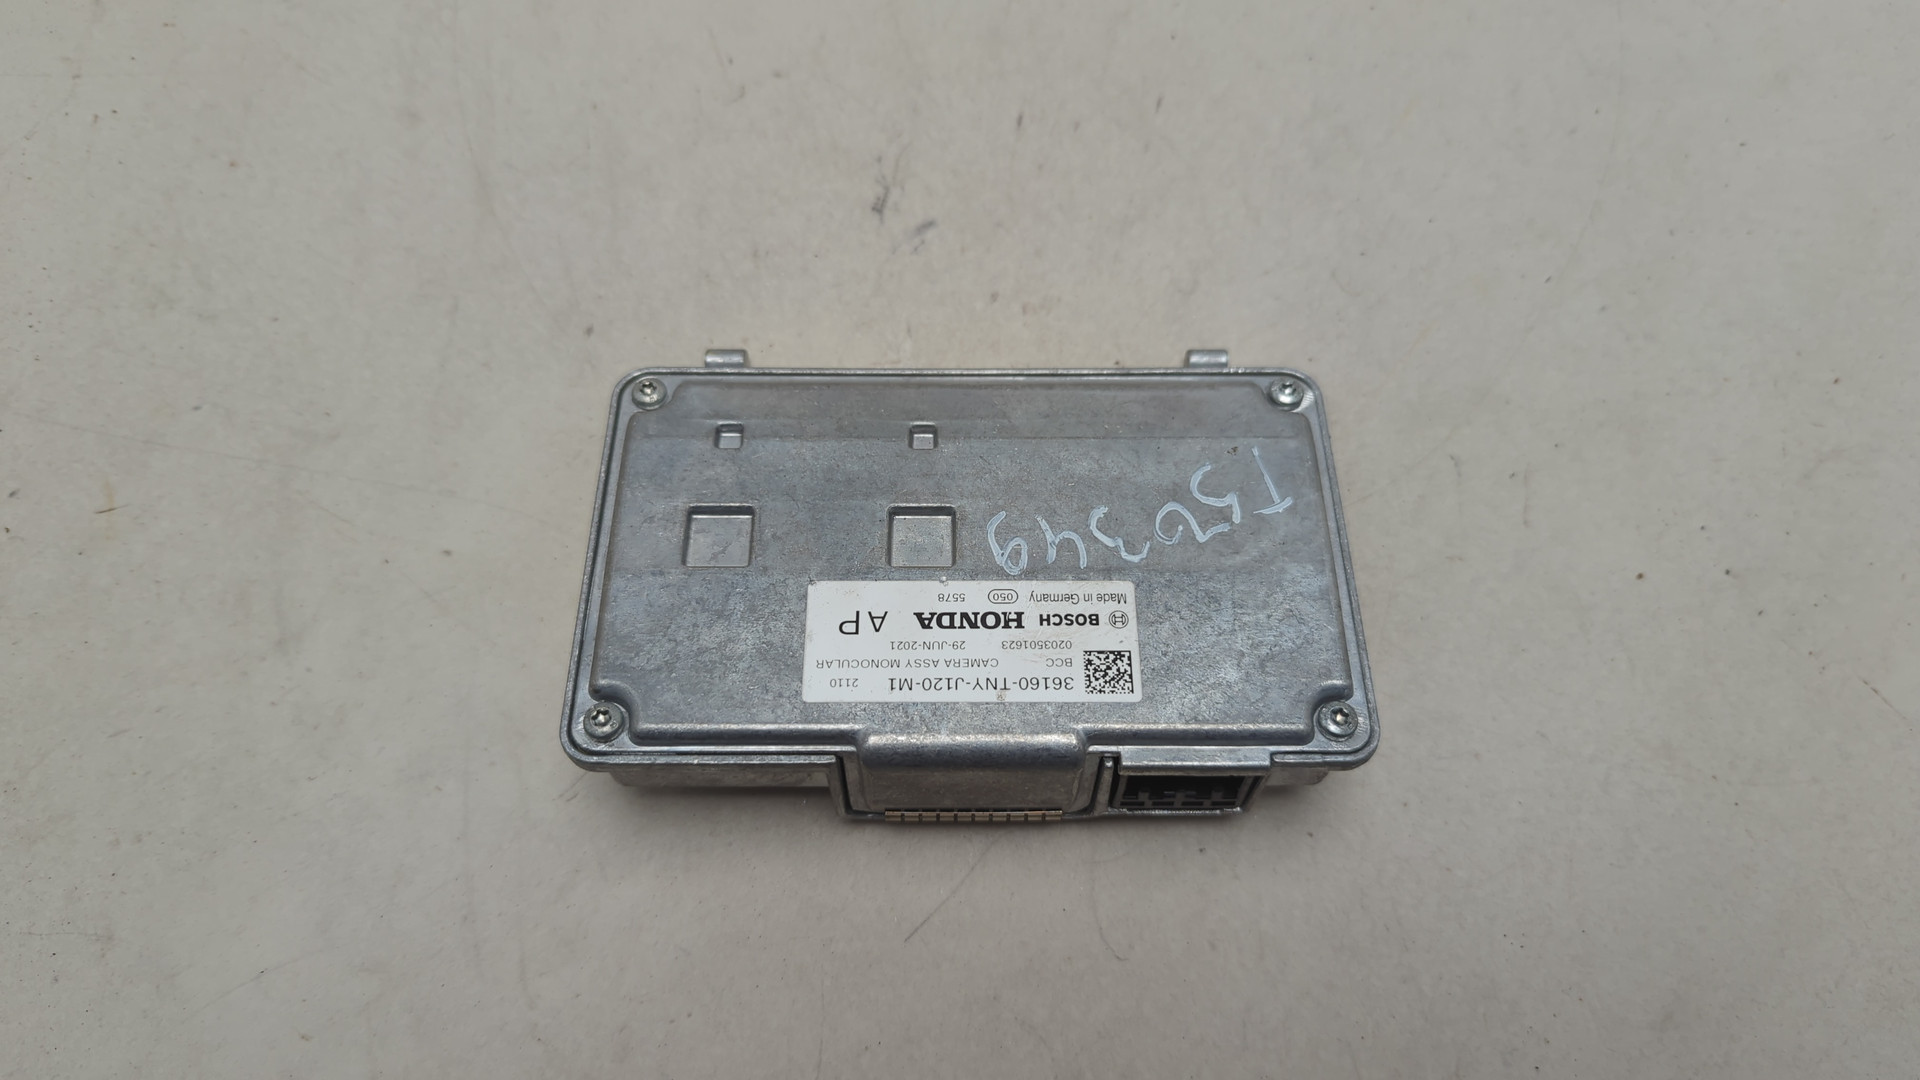 36160-TNY-J120-M1 2110
BCC CAMERA ASSY MONOCULAR
0203501623 29-JUN-2021
BOSCH HONDA AP
Made in Germany 050 5578
T50349